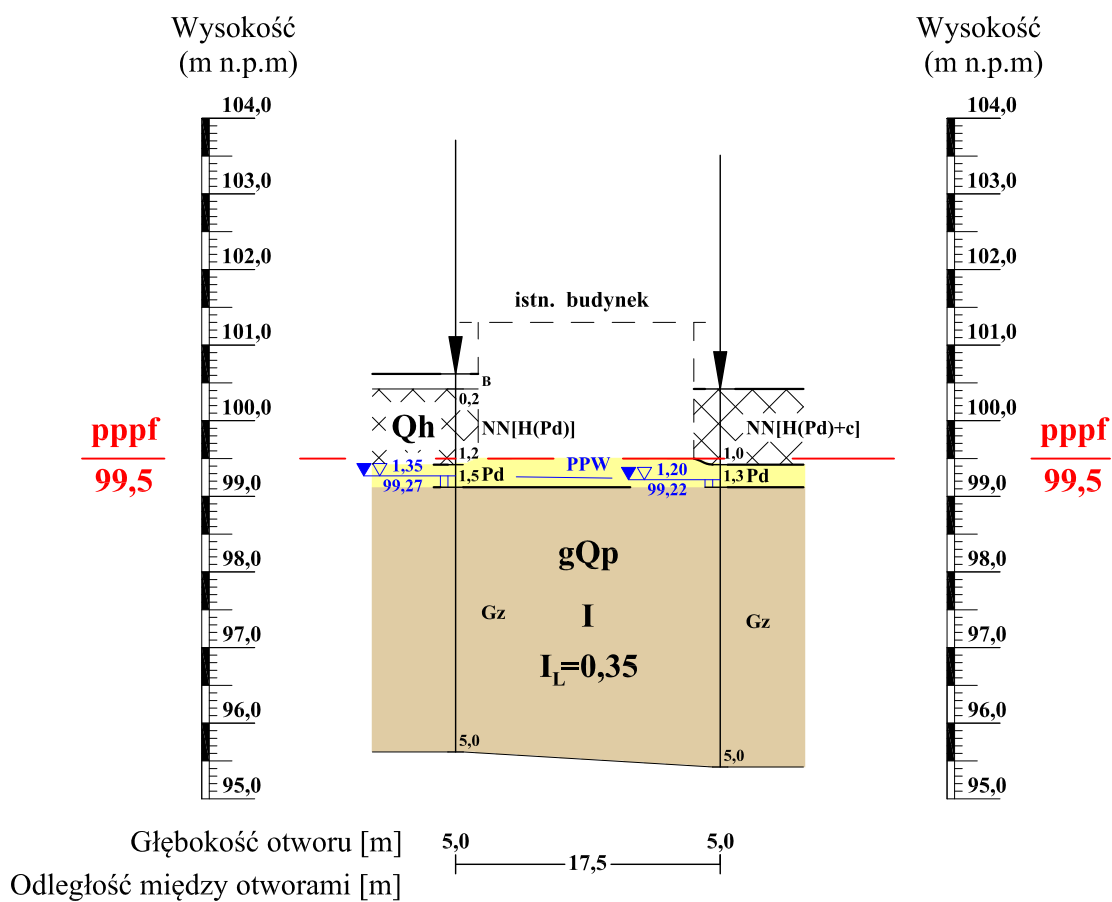 Wysokość
(m n.p.m)
Wysokość
(m n.p.m)
104,0
103,0
102,0
101,0
100,0
99,0
98,0
97,0
96,0
95,0
104,0
103,0
102,0
101,0
100,0
99,0
98,0
97,0
96,0
95,0
pppf
99,5
pppf
99,5
istn. budynek
B
0,2
Qh
NN[H(Pd)]
NN[H(Pd)+c]
1,2
1,0
1,35
99,27
1,5 Pd
PPW
1,20
99,22
1,3 Pd
gQp
I
IL=0,35
Gz
Gz
5,0
5,0
Głębokość otworu [m] 5,0 5,0
17,5
Odległość między otworami [m]